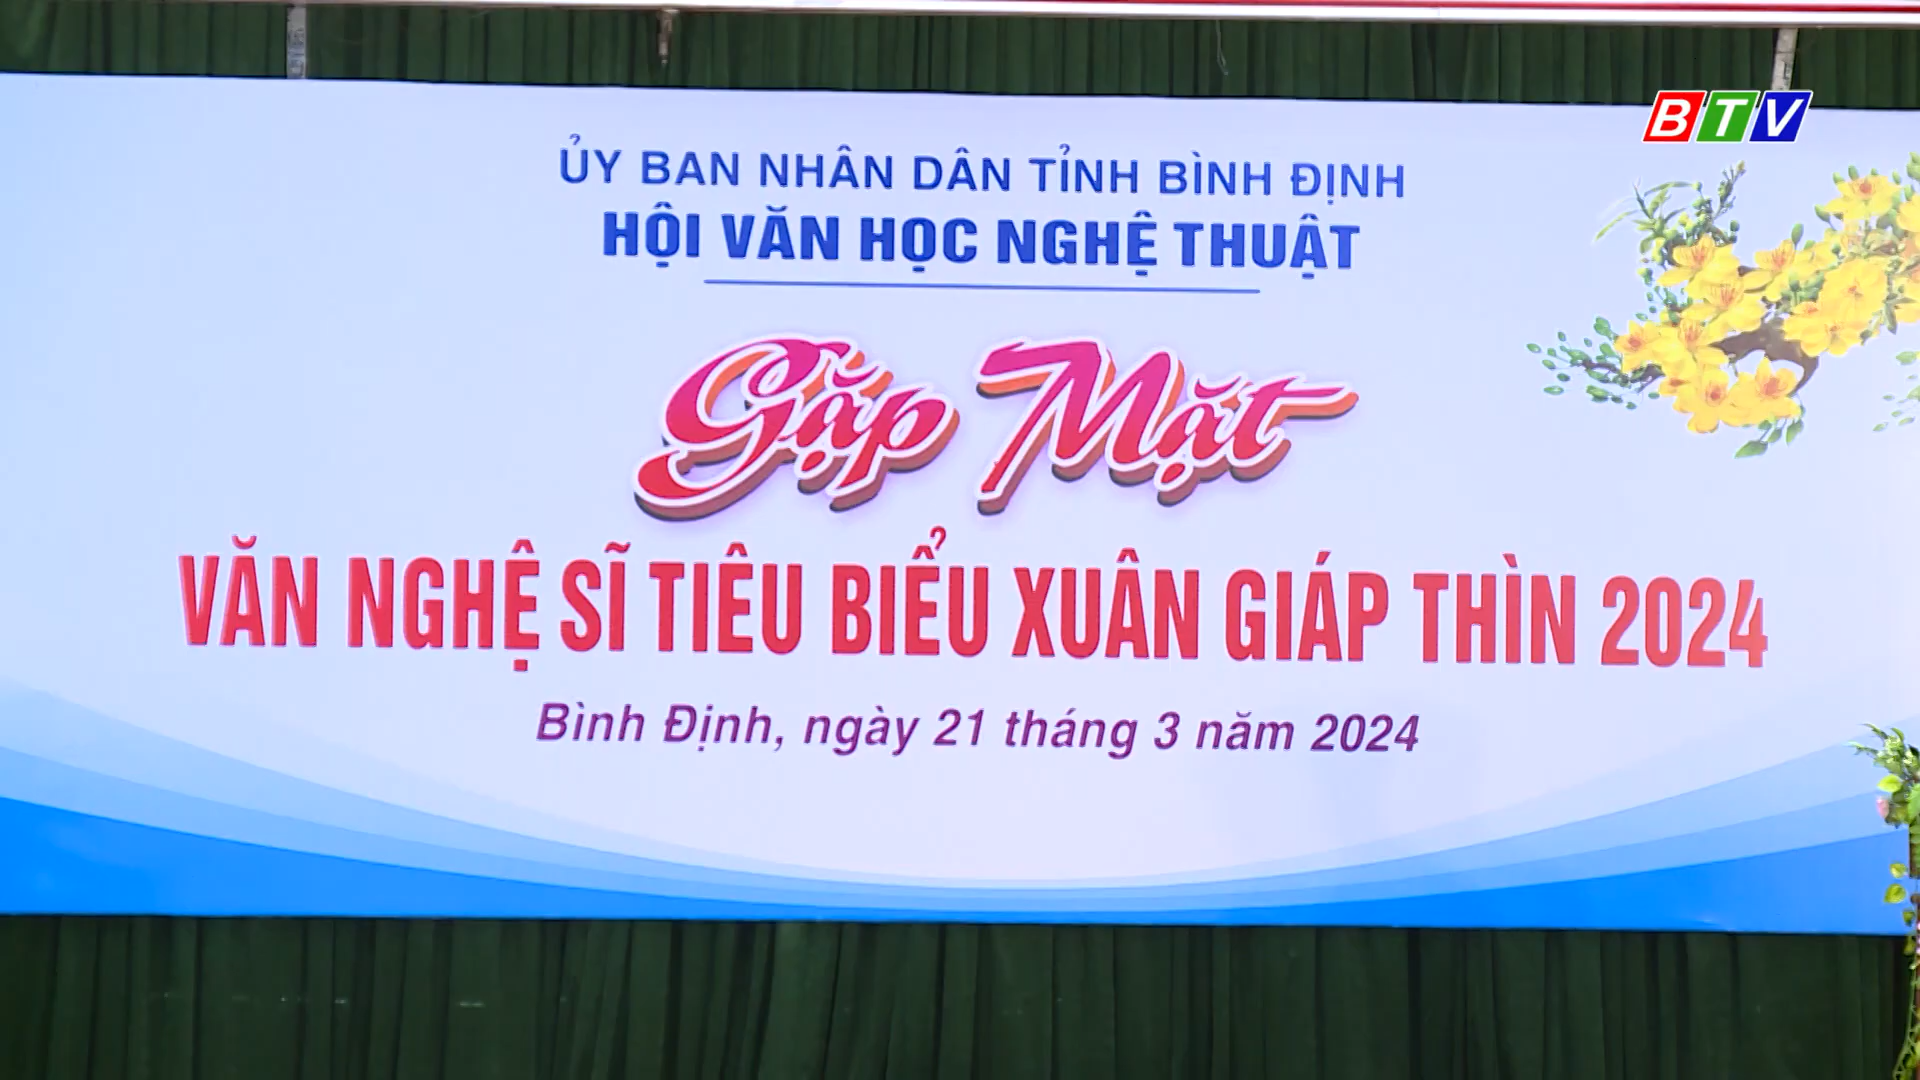 BTV
ỦY BAN NHÂN DÂN TỈNH BÌNH ĐỊNH
HỘI VĂN HỌC NGHỆ THUẬT
Gặp Mặt
VĂN NGHỆ SĨ TIÊU BIỂU XUÂN GIÁP THÌN 2024
Bình Định, ngày 21 tháng 3 năm 2024